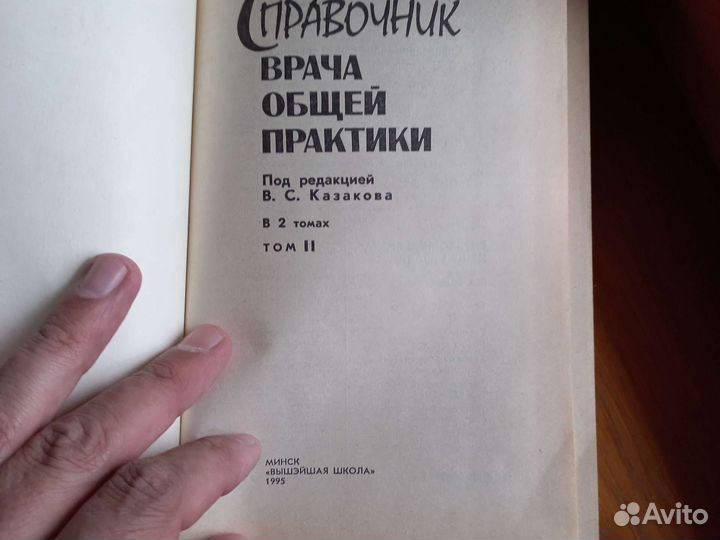 Справочник
ВРАЧА
ОБЩЕЙ
ПРАКТИКИ
Под редакцией
В. С. Казакова
В 2 томах
ТОМ II
МИНСК
«ВЫШЭЙШАЯ ШКОЛА»
1995
Avito